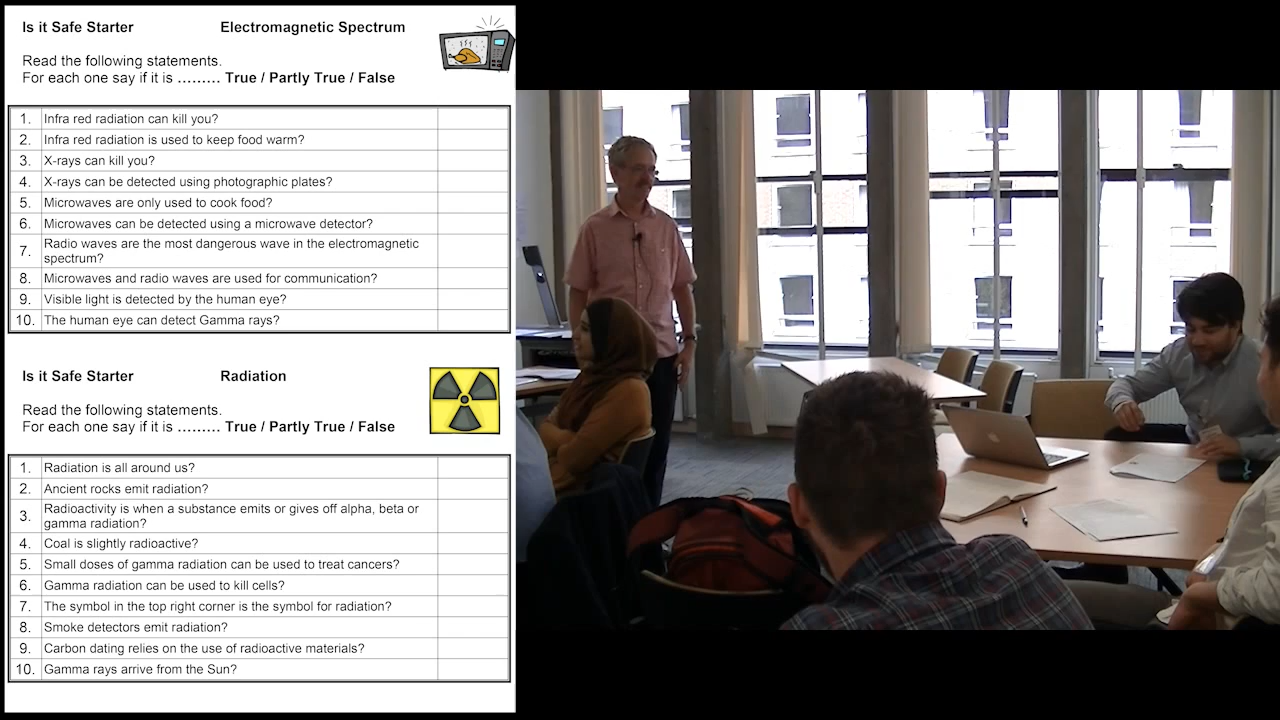 Is it Safe Starter Electromagnetic Spectrum
Read the following statements.
For each one say if it is ……… True / Partly True / False
1. Infra red radiation can kill you?
2. Infra red radiation is used to keep food warm?
3. X-rays can kill you?
4. X-rays can be detected using photographic plates?
5. Microwaves are only used to cook food?
6. Microwaves can be detected using a microwave detector?
7. Radio waves are the most dangerous wave in the electromagnetic
spectrum?
8. Microwaves and radio waves are used for communication?
9. Visible light is detected by the human eye?
10. The human eye can detect Gamma rays?
Is it Safe Starter Radiation
Read the following statements.
For each one say if it is ……… True / Partly True / False
1. Radiation is all around us?
2. Ancient rocks emit radiation?
3. Radioactivity is when a substance emits or gives off alpha, beta or
gamma radiation?
4. Coal is slightly radioactive?
5. Small doses of gamma radiation can be used to treat cancers?
6. Gamma radiation can be used to kill cells?
7. The symbol in the top right corner is the symbol for radiation?
8. Smoke detectors emit radiation?
9. Carbon dating relies on the use of radioactive materials?
10. Gamma rays arrive from the Sun?